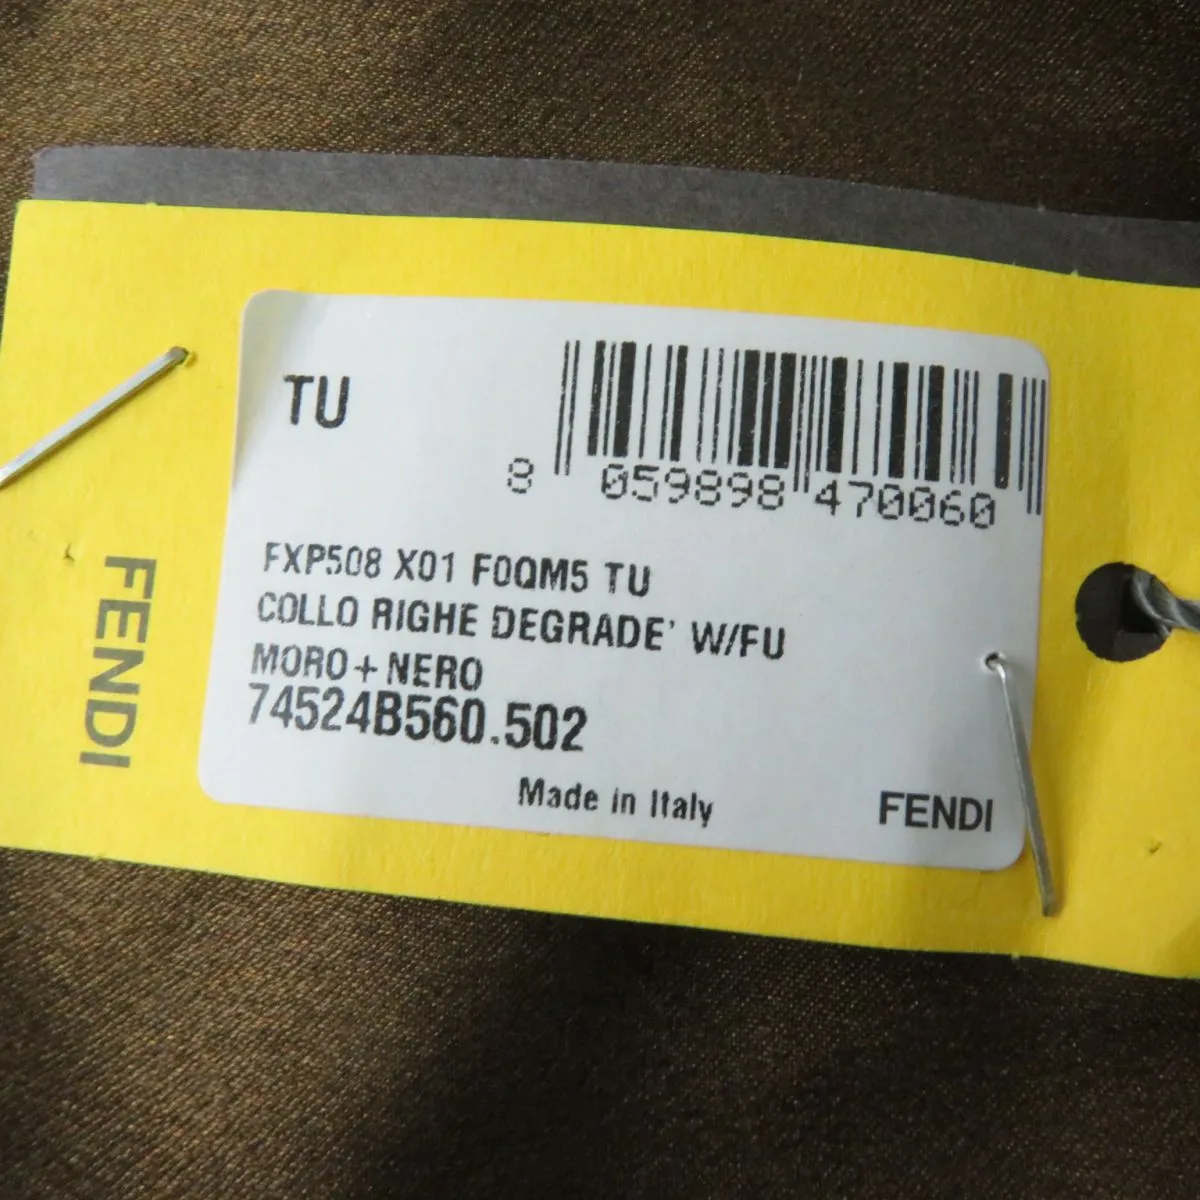 TU
8 059898 470060
FXP508 X01 F0QM5 TU
COLLO RIGHE DEGRADE' W/FU
MORO + NERO
74524B560.502
Made in Italy
FENDI
FENDI